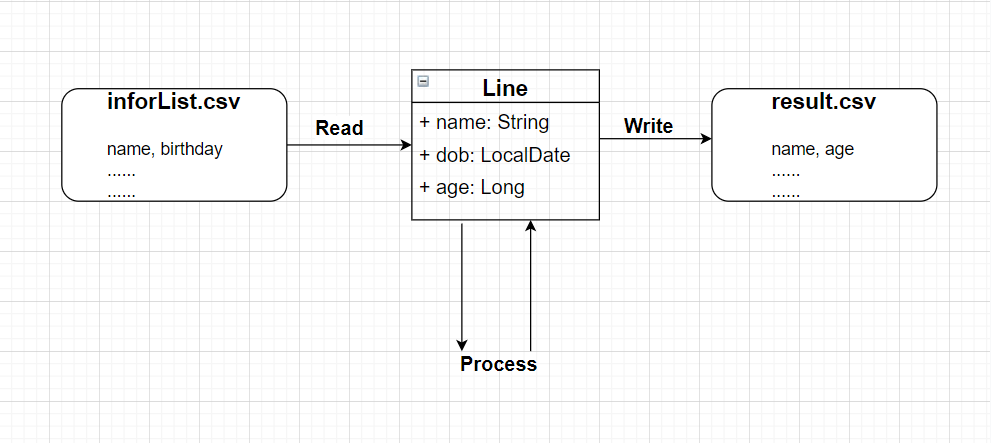 inforList.csv
name, birthday
......
......
Read
Line
+ name: String
+ dob: LocalDate
+ age: Long
Write
result.csv
name, age
......
......
Process